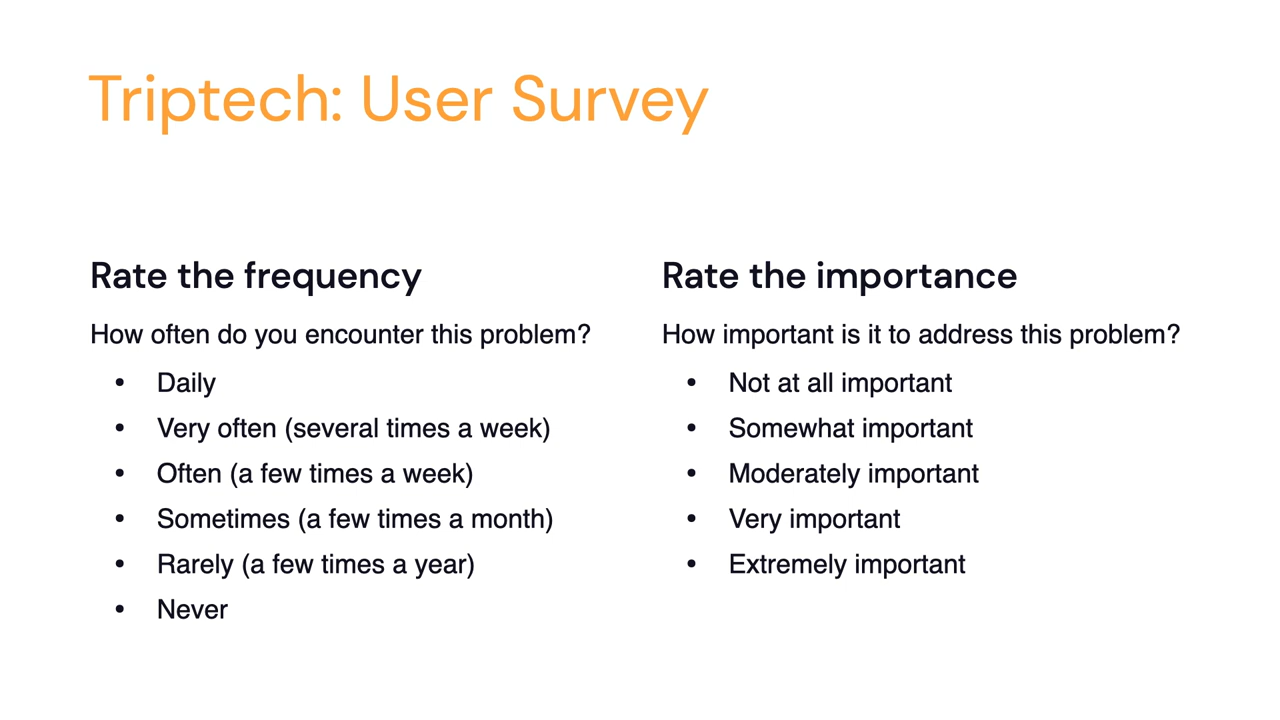 Triptech: User Survey
Rate the frequency
How often do you encounter this problem?
• Daily
• Very often (several times a week)
• Often (a few times a week)
• Sometimes (a few times a month)
• Rarely (a few times a year)
• Never
Rate the importance
How important is it to address this problem?
• Not at all important
• Somewhat important
• Moderately important
• Very important
• Extremely important